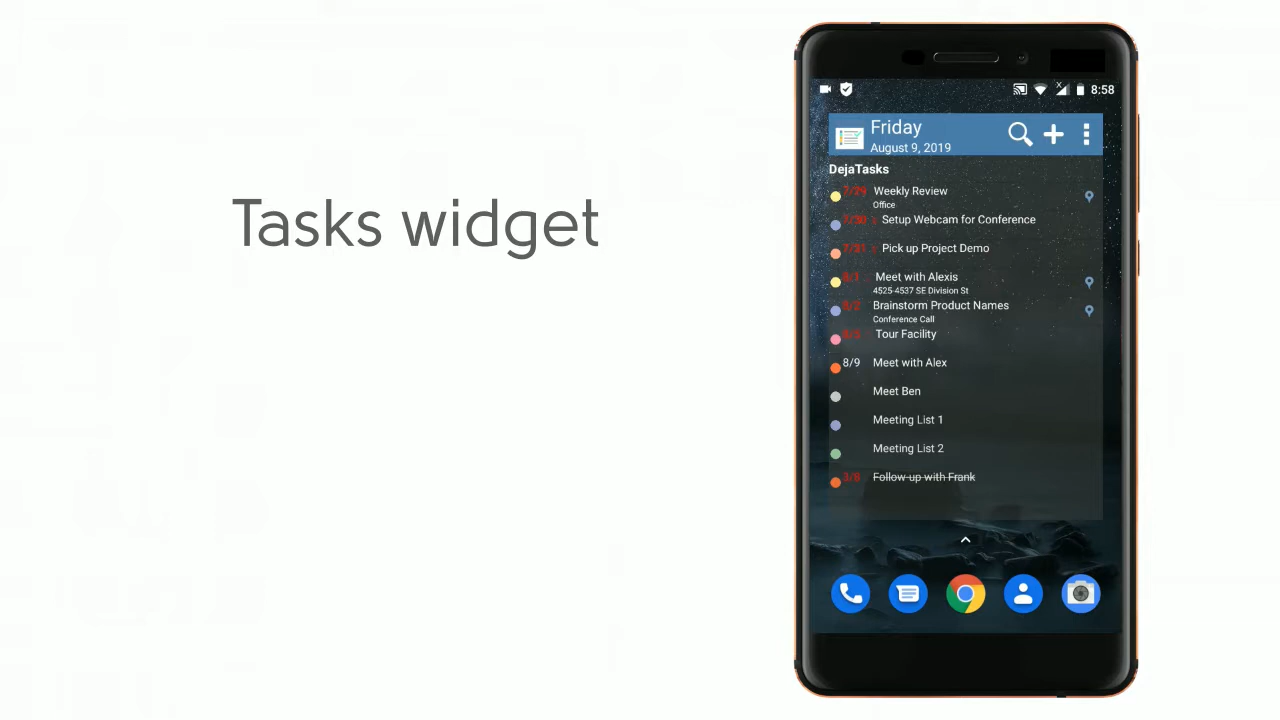 Tasks widget
8:58
Friday
August 9, 2019
DejaTasks
7/29 Weekly Review
Office
7/30 Setup Webcam for Conference
7/31 Pick up Project Demo
8/1 Meet with Alexis
4525-4537 SE Division St
8/2 Brainstorm Product Names
Conference Call
Tour Facility
8/9 Meet with Alex
Meet Ben
Meeting List 1
Meeting List 2
3/8 Follow-up with Frank